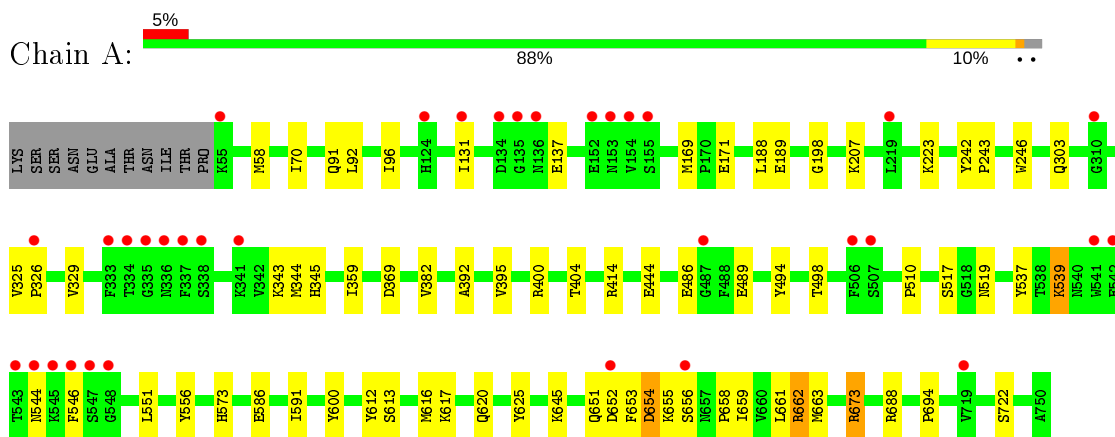 5%
Chain A:
88% 10% • •
LYS SER SER ASN GLU ALA THR ASN ILE THR PRO K55 M58 I70 Q91 L92 I96 H124 I131 D134 G135 N136 E137 E152 N153 V154 S155 M169 P170 E171 L188 E189 G198 K207 L219 K223 Y242 P243 W246 Q303 G310
V325 P326 V329 F333 T334 G335 N336 F337 S338 K341 V342 K343 M344 H345 I359 D369 V382 A392 V395 R400 T404 R414 E444 E486 G487 F488 E489 Y494 T498 F506 S507 P510 S517 G518 N519 Y537 T538 K539 N540 W541
T543 N544 K545 F546 S547 G548 L551 Y556 H573 E586 I591 Y600 Y612 S613 M616 K617 Q620 Y625 K645 Q651 D652 F653 D654 K655 S656 N657 P658 I659 V660 L661 R662 M663 R673 R688 P694 V719 S722 A750